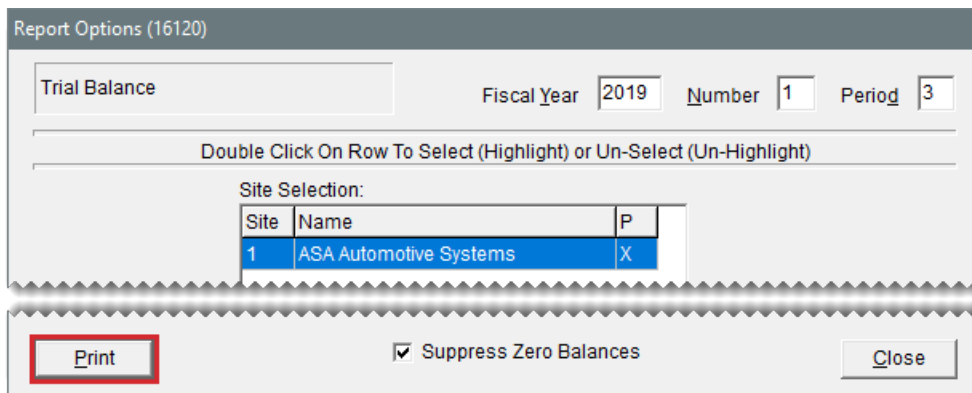 Report Options (16120)
Trial Balance
Fiscal Year 2019 Number 1 Period 3
Double Click On Row To Select (Highlight) or Un-Select (Un-Highlight)
Site Selection:
Site Name P
1 ASA Automotive Systems X
Print Suppress Zero Balances Close